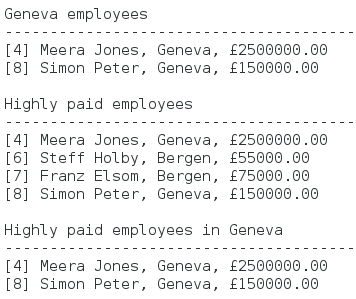 Geneva employees
---------------------------------------
[4] Meera Jones, Geneva, £2500000.00
[8] Simon Peter, Geneva, £150000.00

Highly paid employees
---------------------------------------
[4] Meera Jones, Geneva, £2500000.00
[6] Steff Holby, Bergen, £55000.00
[7] Franz Elsom, Bergen, £75000.00
[8] Simon Peter, Geneva, £150000.00

Highly paid employees in Geneva
---------------------------------------
[4] Meera Jones, Geneva, £2500000.00
[8] Simon Peter, Geneva, £150000.00